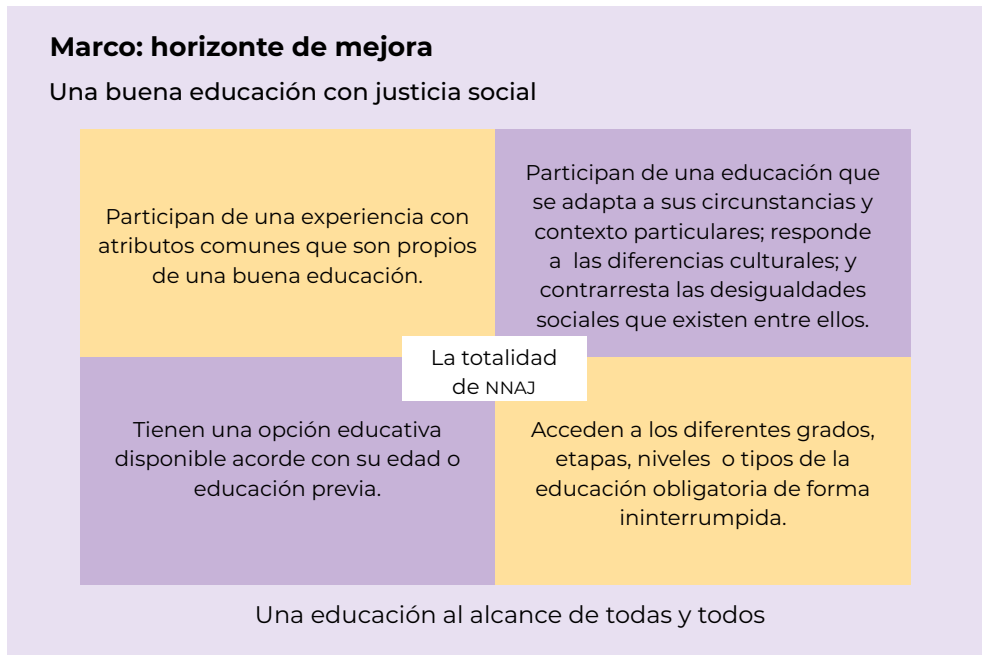 Marco: horizonte de mejora
Una buena educación con justicia social
Participan de una experiencia con
atributos comunes que son propios
de una buena educación.
Participan de una educación que
se adapta a sus circunstancias y
contexto particulares; responde
a las diferencias culturales; y
contrarresta las desigualdades
sociales que existen entre ellos.
La totalidad
de NNAJ
Tienen una opción educativa
disponible acorde con su edad o
educación previa.
Acceden a los diferentes grados,
etapas, niveles o tipos de la
educación obligatoria de forma
ininterrumpida.
Una educación al alcance de todas y todos